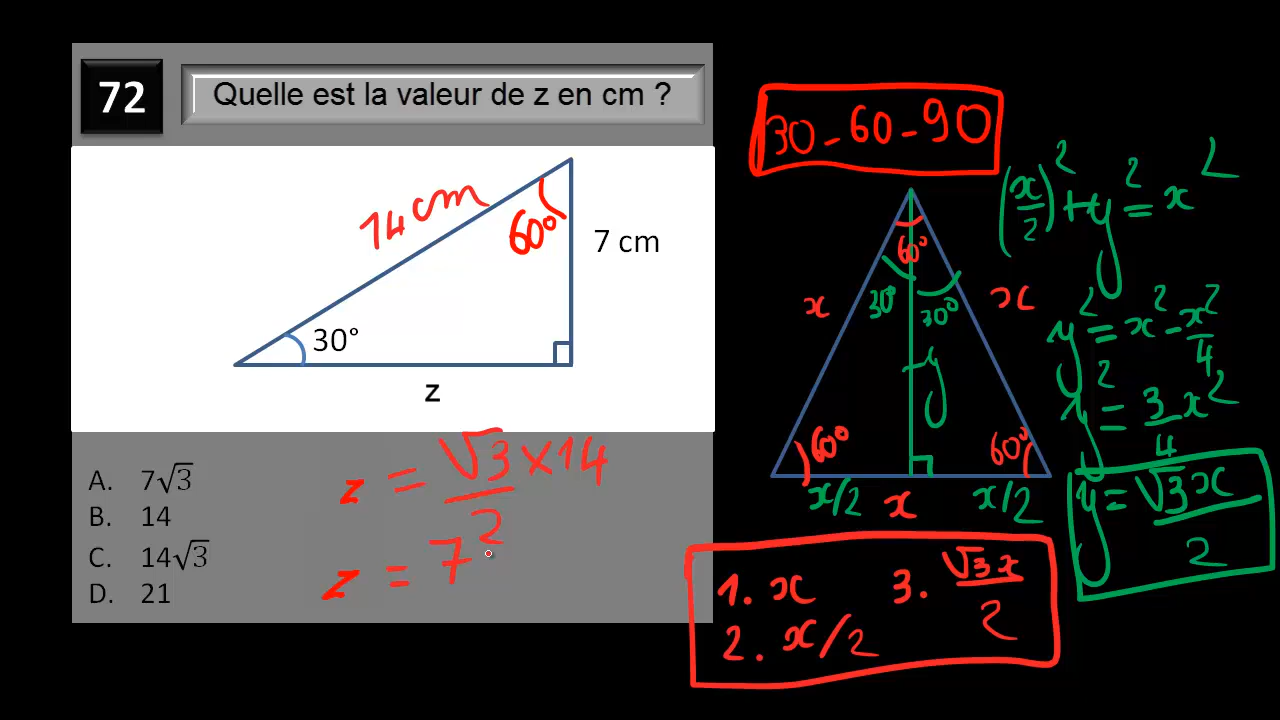 72 Quelle est la valeur de z en cm ?
14 cm
60°
7 cm
30°
z
A. 7√3
B. 14
C. 14√3
D. 21
z = √3/2 × 14
z = 7
30 - 60 - 90
60°
30° 30°
x x
y
60° 60°
x/2 x x/2
(x/2)² + y² = x²
y² = x² - x²/4
y² = 3/4 x²
y = √3x/2
1. x 3. √3x/2
2. x/2